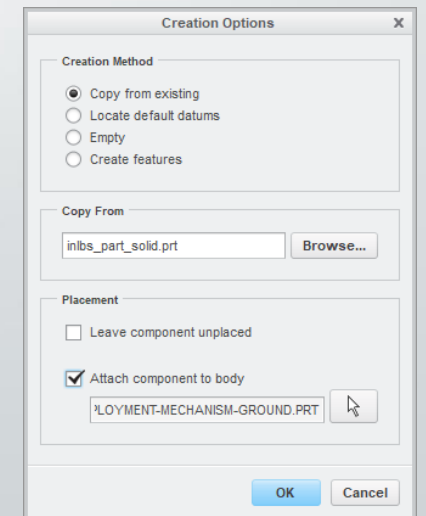 Creation Options X
Creation Method
Copy from existing
Locate default datums
Empty
Create features
Copy From
inlbs_part_solid.prt Browse...
Placement
Leave component unplaced
Attach component to body
LOYMENT-MECHANISM-GROUND.PRT
OK Cancel